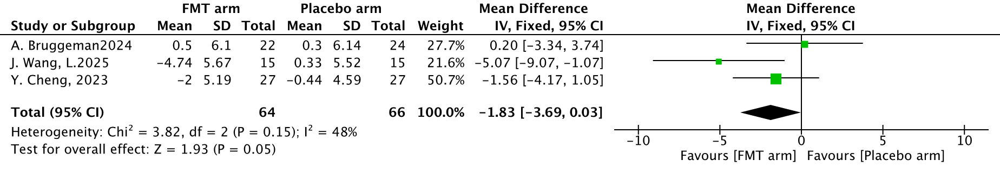 FMT arm Placebo arm Mean Difference Mean Difference
Study or Subgroup Mean SD Total Mean SD Total Weight IV, Fixed, 95% CI IV, Fixed, 95% CI
A. Bruggeman2024 0.5 6.1 22 0.3 6.14 24 27.7% 0.20 [−3.34, 3.74]
J. Wang, L.2025 −4.74 5.67 15 0.33 5.52 15 21.6% −5.07 [−9.07, −1.07]
Y. Cheng, 2023 −2 5.19 27 −0.44 4.59 27 50.7% −1.56 [−4.17, 1.05]
Total (95% CI) 64 66 100.0% −1.83 [−3.69, 0.03]
Heterogeneity: Chi² = 3.82, df = 2 (P = 0.15); I² = 48%
Test for overall effect: Z = 1.93 (P = 0.05)
−10 −5 0 5 10
Favours [FMT arm] Favours [Placebo arm]